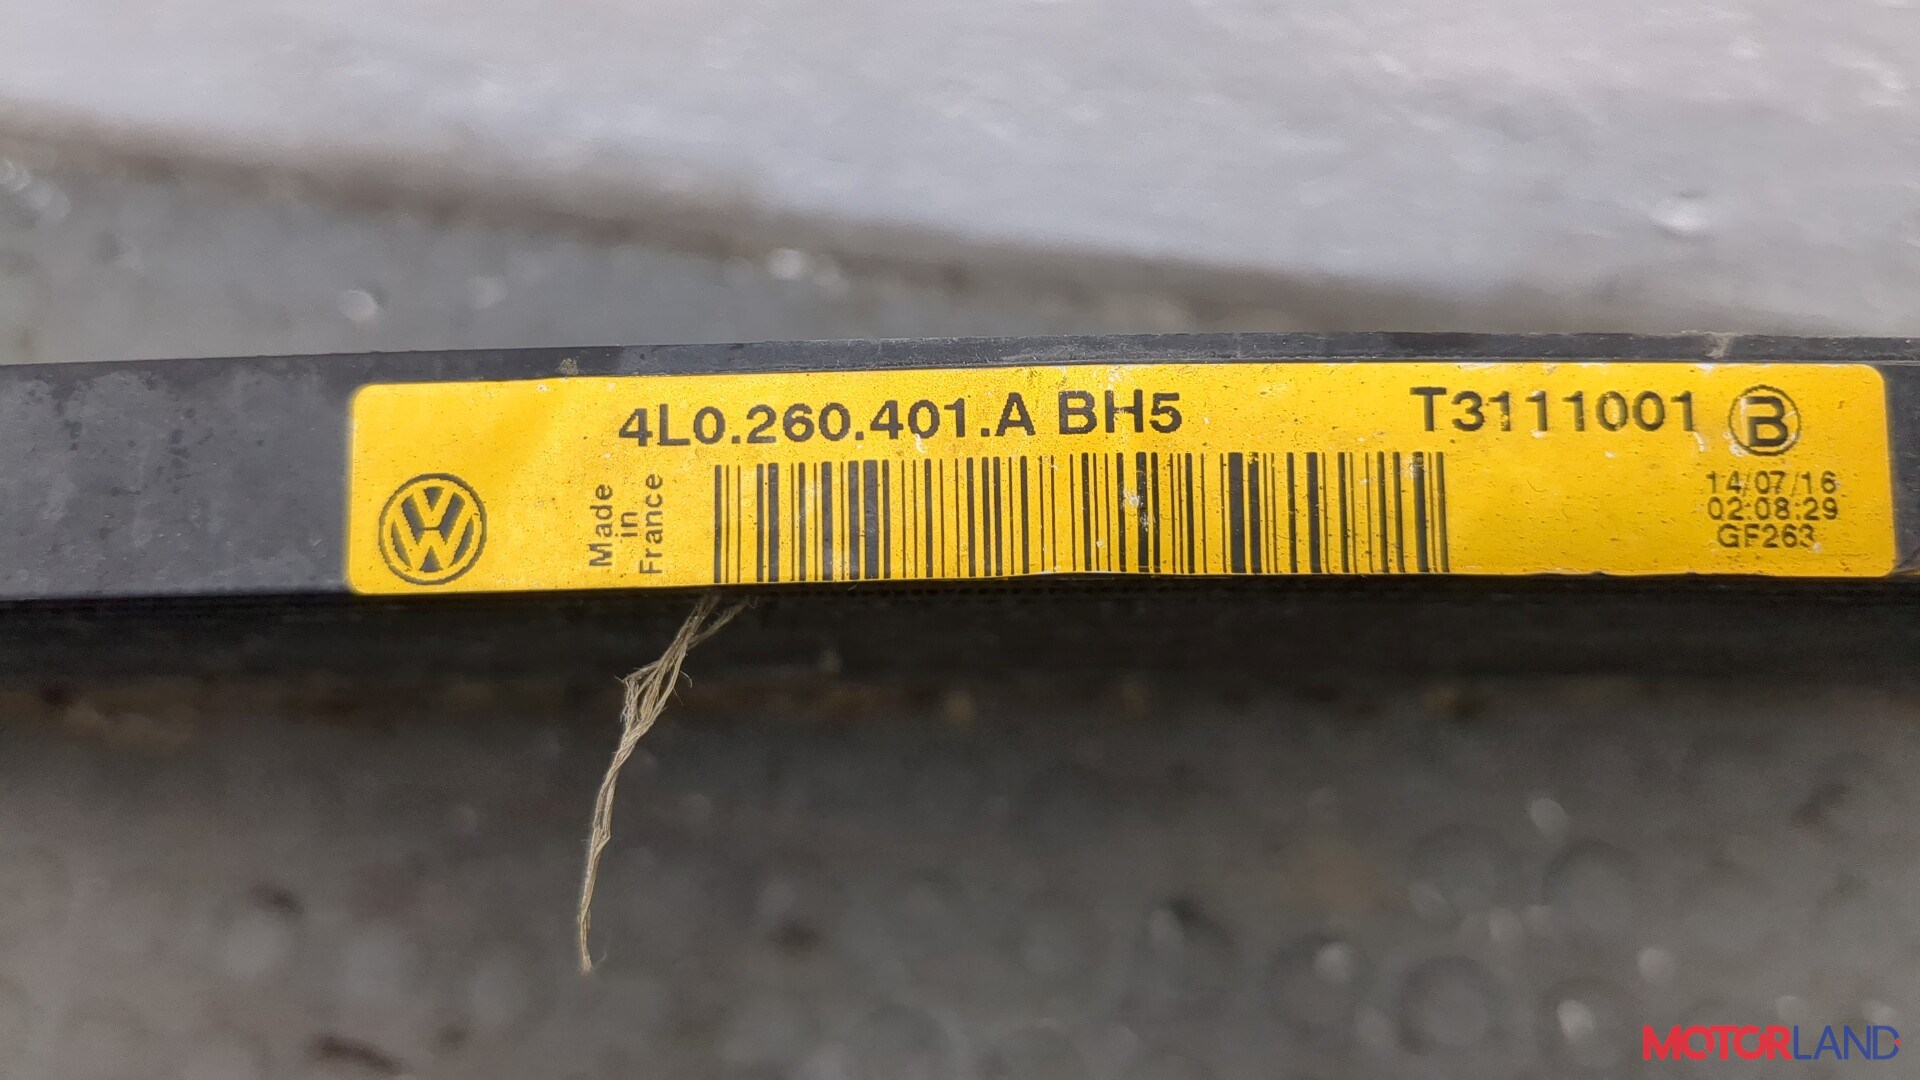 4L0.260.401.A BH5
T3111001 B
Made
in
France
14/07/16
02:08:29
GF263
MOTORLAND